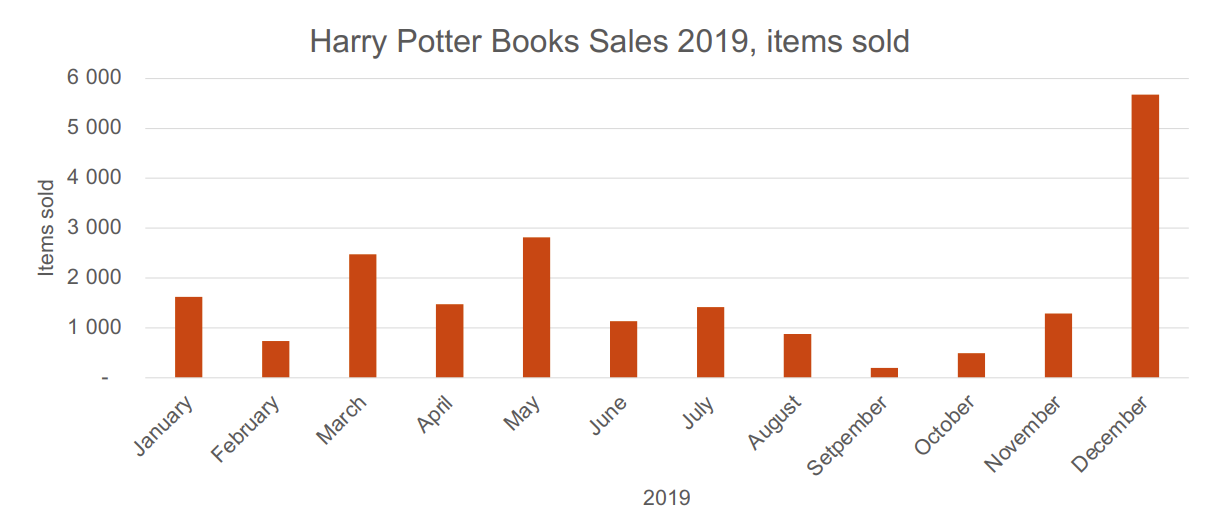 Harry Potter Books Sales 2019, items sold
6 000
5 000
4 000
3 000
2 000
1 000
-
Items sold
January
February
March
April
May
June
July
August
Setpember
October
November
December
2019